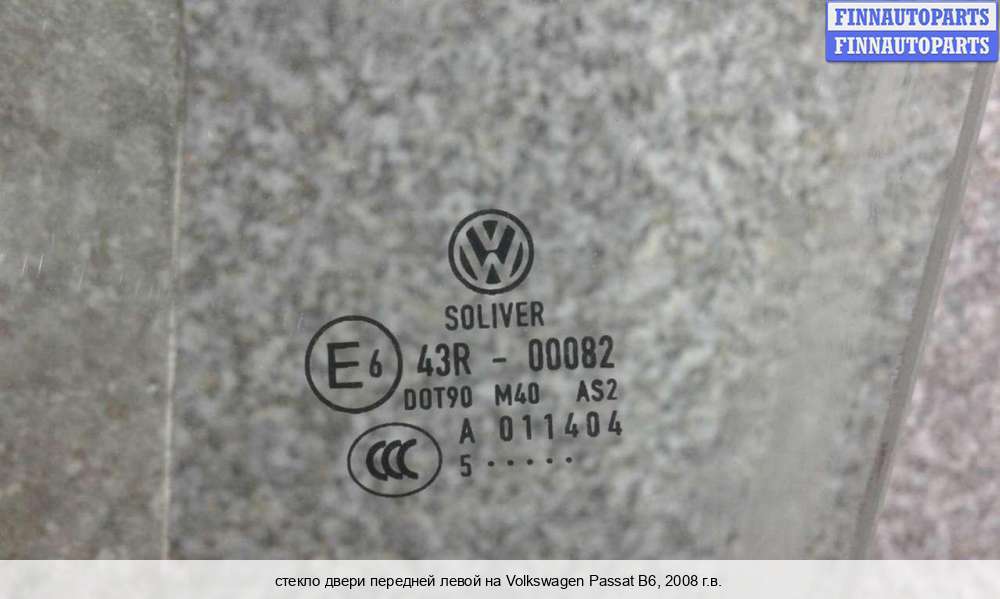 FINNAUTOPARTS
FINNAUTOPARTS
SOLIVER
E6 43R - 00082
DOT90 M40 AS2
A 011404
CCC
5 · · · · ·
стекло двери передней левой на Volkswagen Passat B6, 2008 г.в.